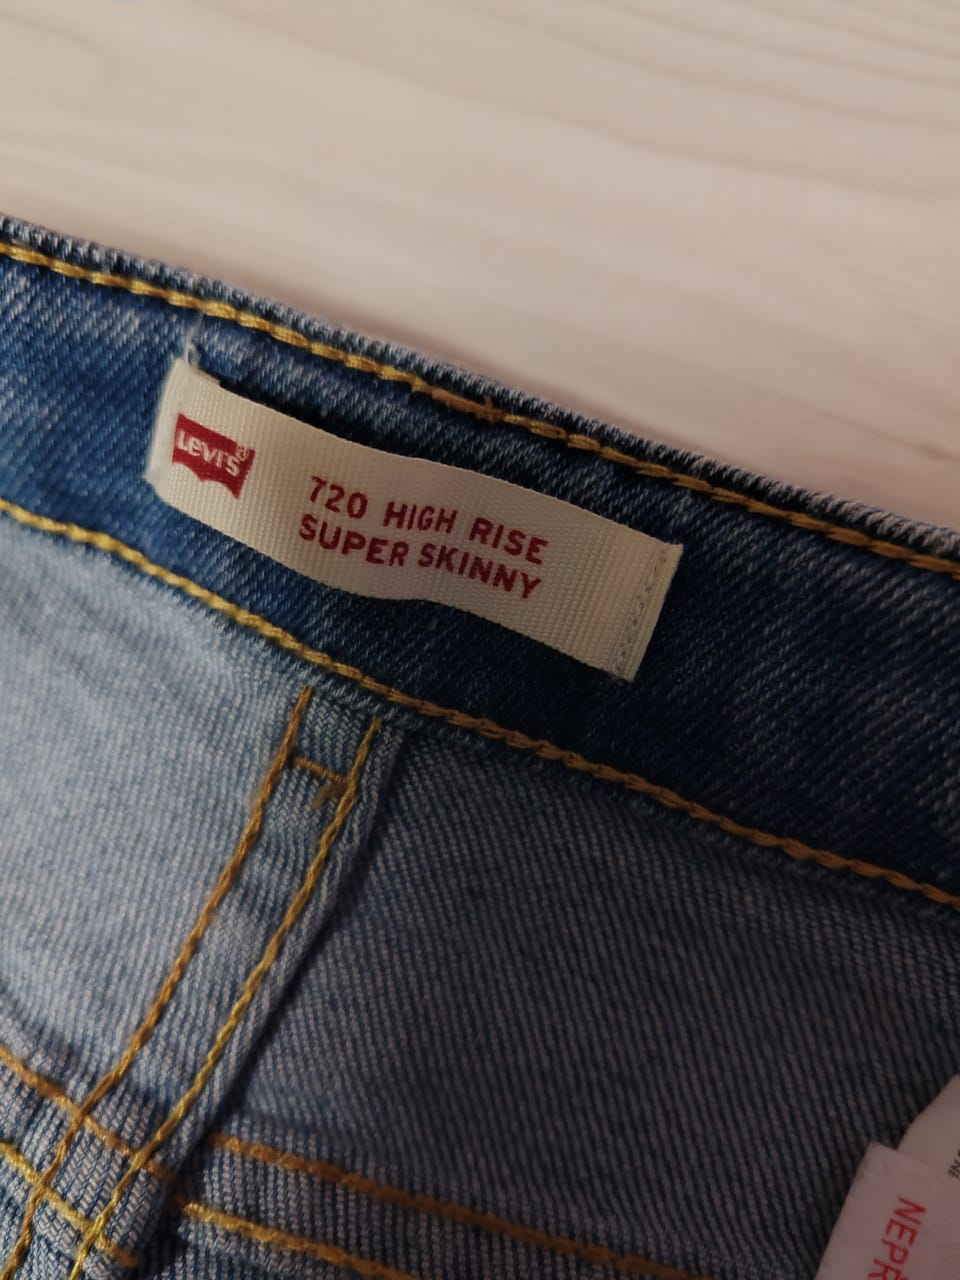 LEVI'S®
720 HIGH RISE
SUPER SKINNY
NEPR